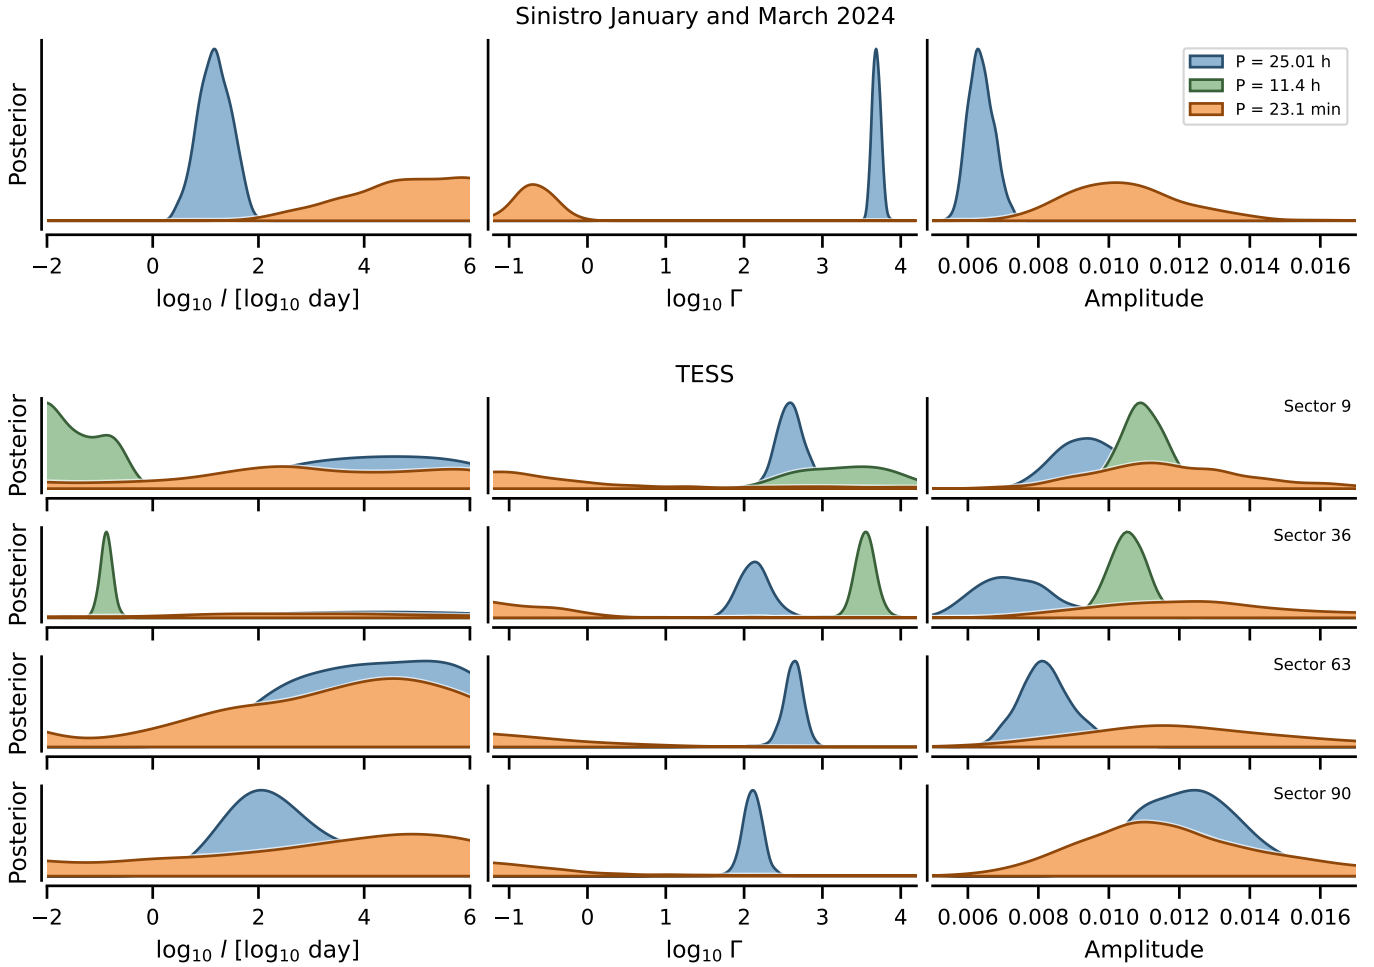 Sinistro January and March 2024
Posterior
P = 25.01 h
P = 11.4 h
P = 23.1 min
−2 0 2 4 6
−1 0 1 2 3 4
0.006 0.008 0.010 0.012 0.014 0.016
log₁₀ l [log₁₀ day]
log₁₀ Γ
Amplitude
TESS
Posterior
Sector 9
Posterior
Sector 36
Posterior
Sector 63
Posterior
Sector 90
−2 0 2 4 6
−1 0 1 2 3 4
0.006 0.008 0.010 0.012 0.014 0.016
log₁₀ l [log₁₀ day]
log₁₀ Γ
Amplitude